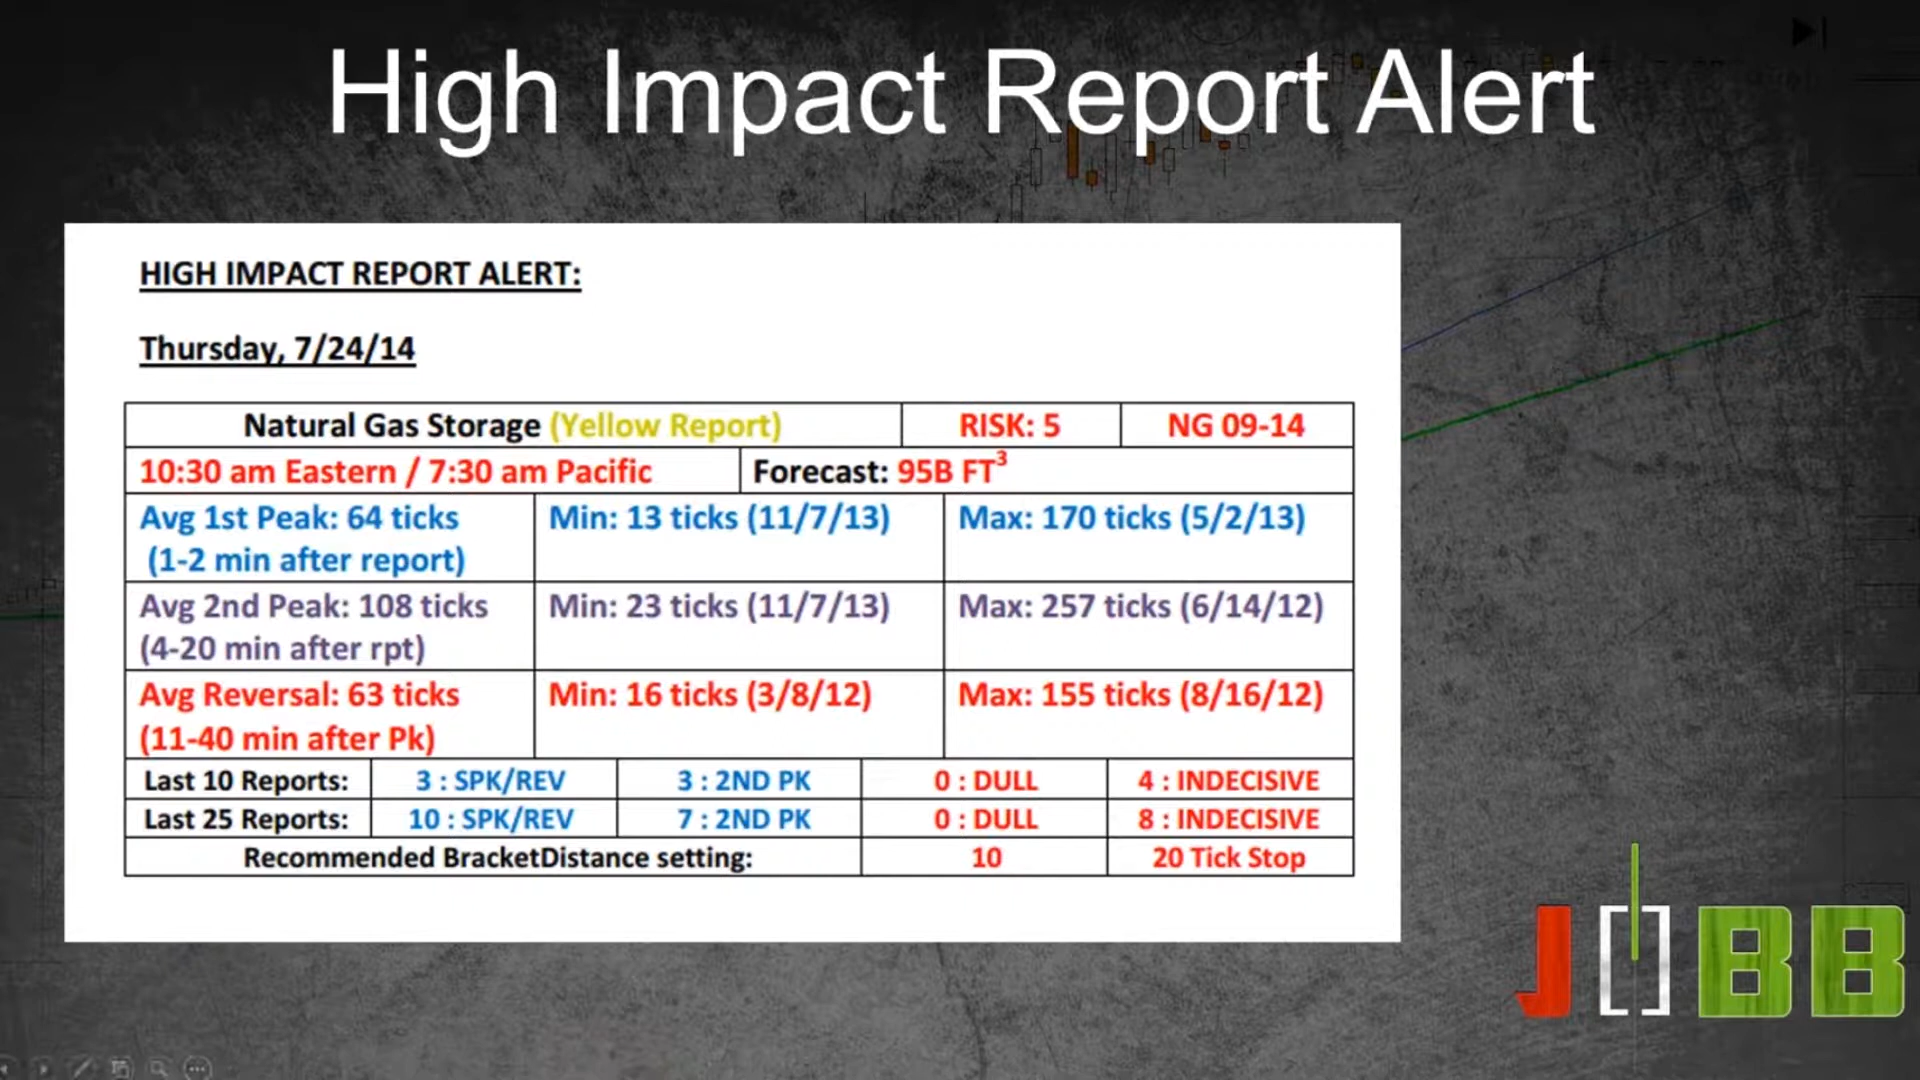 High Impact Report Alert
HIGH IMPACT REPORT ALERT:
Thursday, 7/24/14
Natural Gas Storage (Yellow Report) RISK: 5 NG 09-14
10:30 am Eastern / 7:30 am Pacific Forecast: 95B FT³
Avg 1st Peak: 64 ticks Min: 13 ticks (11/7/13) Max: 170 ticks (5/2/13)
(1-2 min after report)
Avg 2nd Peak: 108 ticks Min: 23 ticks (11/7/13) Max: 257 ticks (6/14/12)
(4-20 min after rpt)
Avg Reversal: 63 ticks Min: 16 ticks (3/8/12) Max: 155 ticks (8/16/12)
(11-40 min after Pk)
Last 10 Reports: 3 : SPK/REV 3 : 2ND PK 0 : DULL 4 : INDECISIVE
Last 25 Reports: 10 : SPK/REV 7 : 2ND PK 0 : DULL 8 : INDECISIVE
Recommended BracketDistance setting: 10 20 Tick Stop
J[]BB